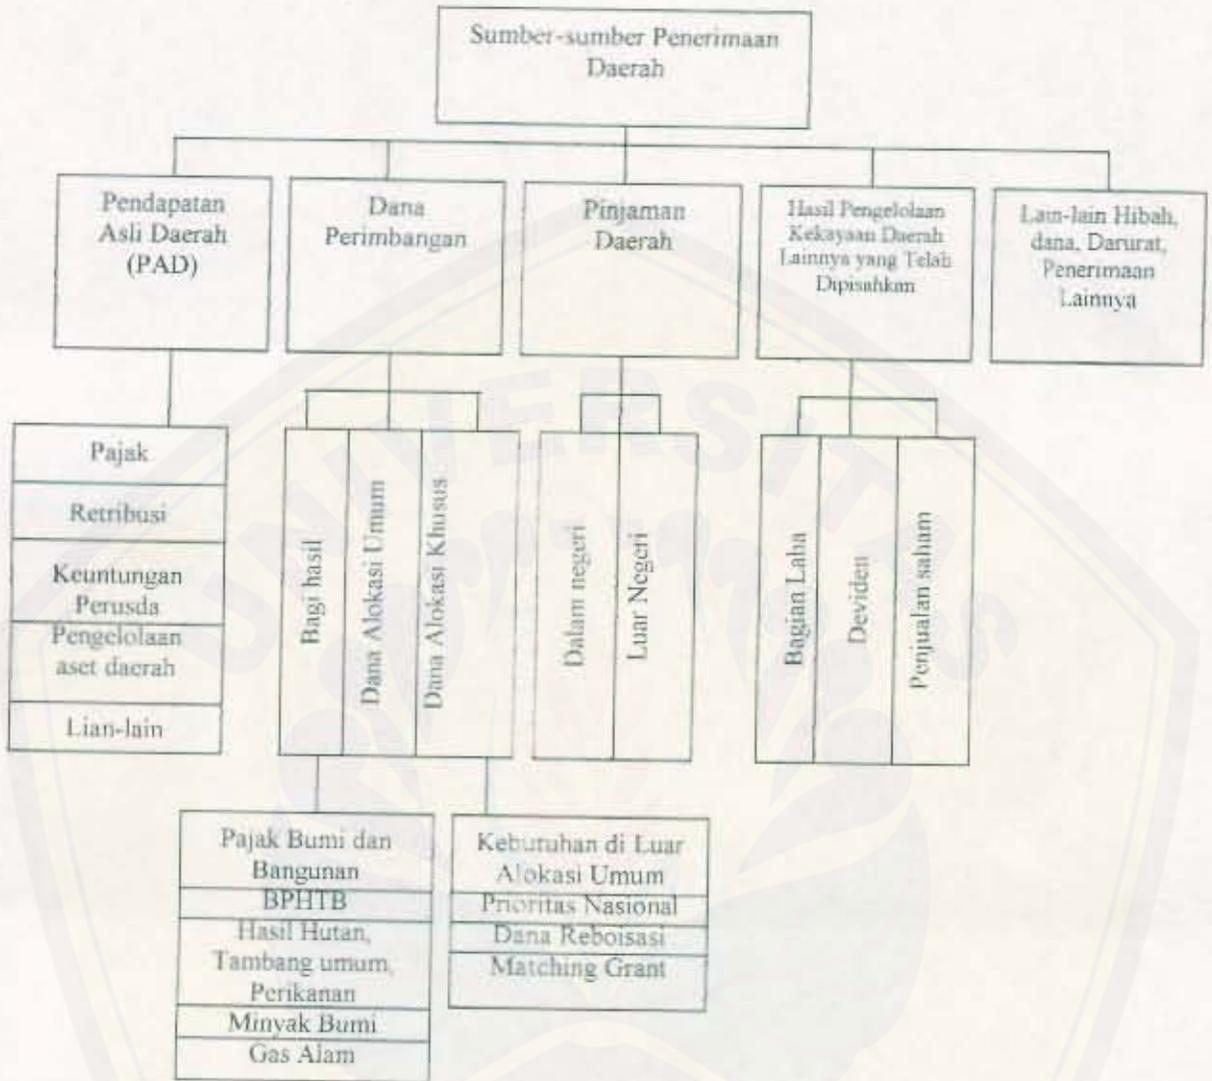 Sumber-sumber Penerimaan
Daerah
Pendapatan
Asli Daerah
(PAD)
Dana
Perimbangan
Pinjaman
Daerah
Hasil Pengelolaan
Kekayaan Daerah
Lainnya yang Telah
Dipisahkan
Lain-lain Hibah,
dana, Darurat,
Penerimaan
Lainnya
Pajak
Retribusi
Keuntungan
Perusda
Pengelolaan
aset daerah
Lian-lain
Bagi hasil
Dana Alokasi Umum
Dana Alokasi Khusus
Dalam negeri
Luar Negeri
Bagian Laba
Deviden
Penjualan saham
Pajak Bumi dan
Bangunan
BPHTB
Hasil Hutan,
Tambang umum,
Perikanan
Minyak Bumi
Gas Alam
Kebutuhan di Luar
Alokasi Umum
Prioritas Nasional
Dana Reboisasi
Matching Grant
UNIVERSITAS